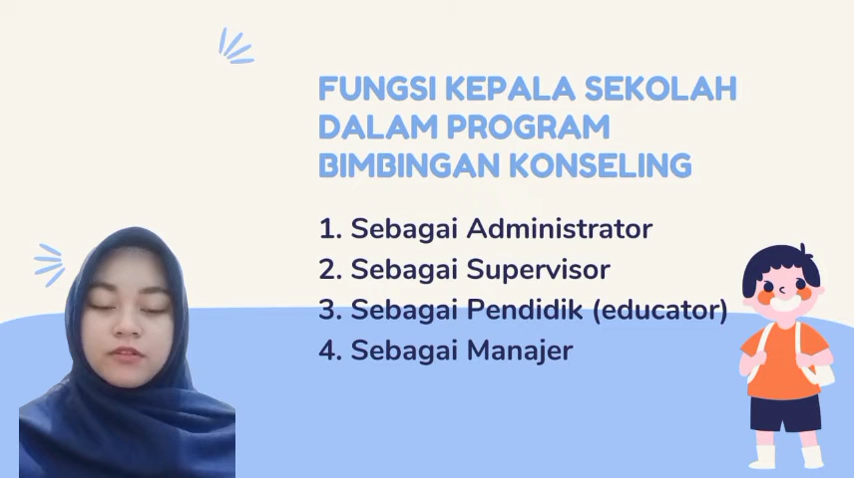 FUNGSI KEPALA SEKOLAH
DALAM PROGRAM
BIMBINGAN KONSELING
1. Sebagai Administrator
2. Sebagai Supervisor
3. Sebagai Pendidik (educator)
4. Sebagai Manajer